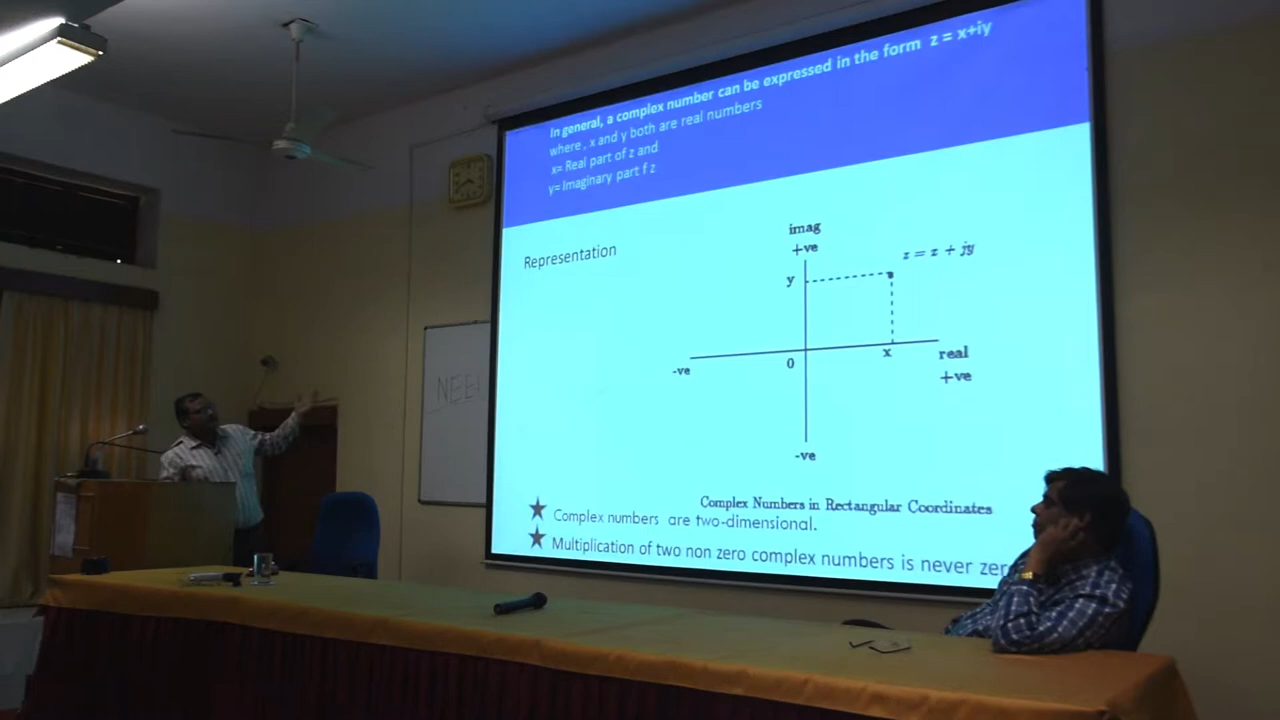 In general, a complex number can be expressed in the form z = x+iy
where , x and y both are real numbers
x= Real part of z and
y= Imaginary part f z
Representation
imag
+ve
z = x + jy
y
-ve
0
x
real
+ve
-ve
Complex Numbers in Rectangular Coordinates
★ Complex numbers are two-dimensional.
★ Multiplication of two non zero complex numbers is never zer
NEE